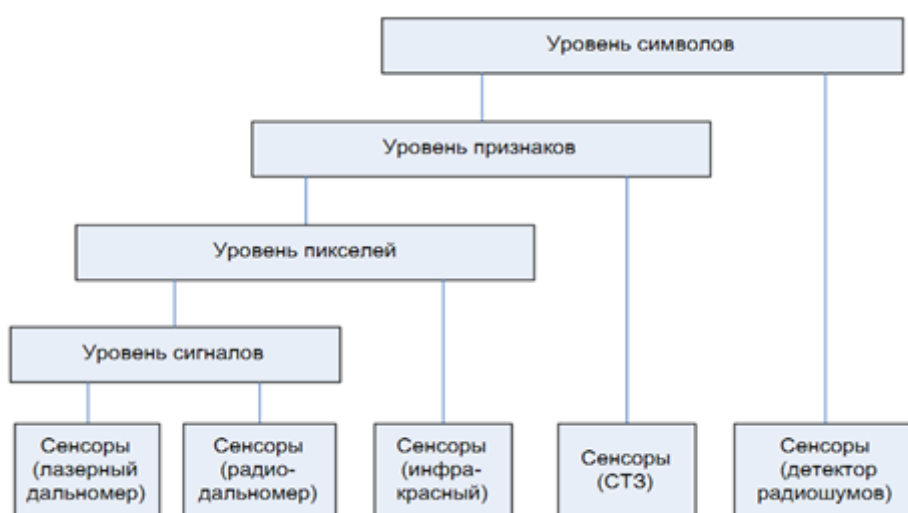 Уровень символов
Уровень признаков
Уровень пикселей
Уровень сигналов
Сенсоры
(лазерный
дальномер)
Сенсоры
(радио-
дальномер)
Сенсоры
(инфра-
красный)
Сенсоры
(СТЗ)
Сенсоры
(детектор
радиошумов)